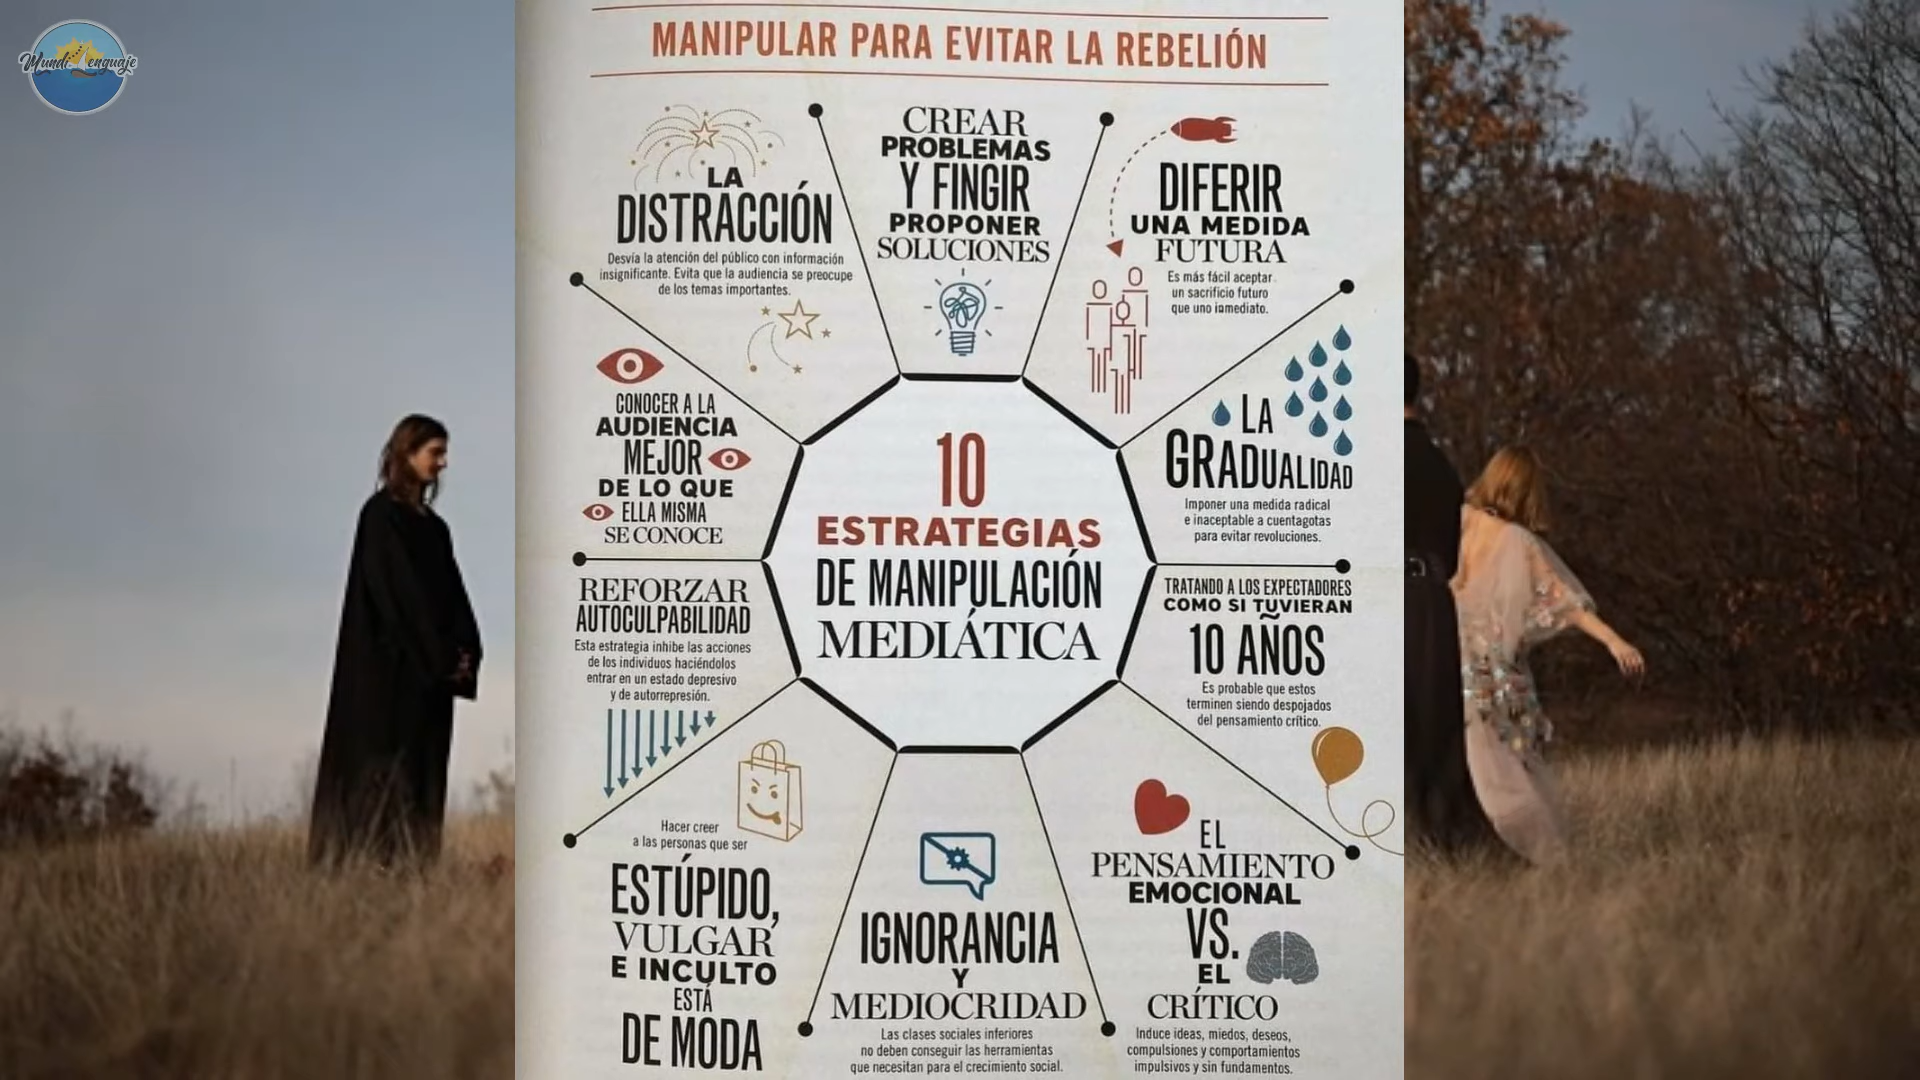 Mundi Lenguaje
MANIPULAR PARA EVITAR LA REBELIÓN
LA
DISTRACCIÓN
Desvía la atención del público con información
insignificante. Evita que la audiencia se preocupe
de los temas importantes.
CREAR
PROBLEMAS
Y FINGIR
PROPONER
SOLUCIONES
DIFERIR
UNA MEDIDA
FUTURA
Es más fácil aceptar
un sacrificio futuro
que uno inmediato.
LA
GRADUALIDAD
Imponer una medida radical
e inaceptable a cuentagotas
para evitar revoluciones.
TRATANDO A LOS EXPECTADORES
COMO SI TUVIERAN
10 AÑOS
Es probable que estos
terminen siendo despojados
del pensamiento crítico.
EL
PENSAMIENTO
EMOCIONAL
VS.
EL
CRÍTICO
Induce ideas, miedos, deseos,
compulsiones y comportamientos
impulsivos y sin fundamentos.
IGNORANCIA
Y
MEDIOCRIDAD
Las clases sociales inferiores
no deben conseguir las herramientas
que necesitan para el crecimiento social.
Hacer creer
a las personas que ser
ESTÚPIDO,
VULGAR
E INCULTO
ESTÁ
DE MODA
REFORZAR
AUTOCULPABILIDAD
Esta estrategia inhibe las acciones
de los individuos haciéndolos
entrar en un estado depresivo
y de autorrepresión.
CONOCER A LA
AUDIENCIA
MEJOR
DE LO QUE
ELLA MISMA
SE CONOCE
10
ESTRATEGIAS
DE MANIPULACIÓN
MEDIÁTICA